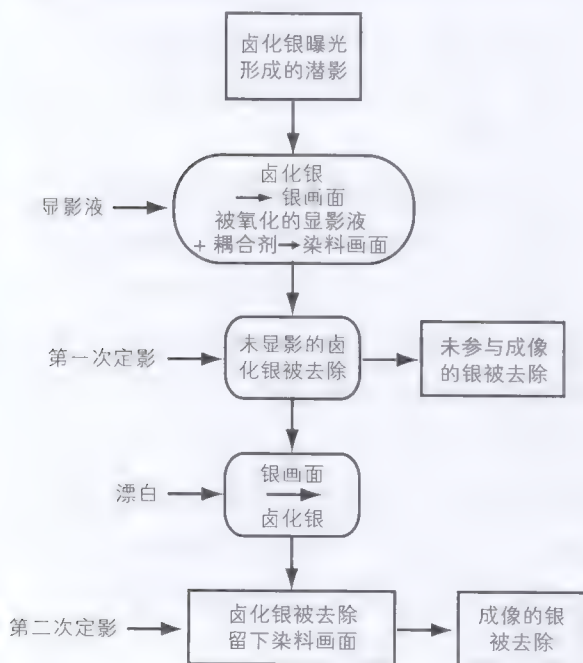 卤化银曝光
形成的潜影
卤化银
→ 银画面
显影液
被氧化的显影液
+ 耦合剂→染料画面
第一次定影
未显影的卤
化银被去除
未参与成像
的银被去除
漂白
银画面
→
卤化银
第二次定影
卤化银被去除
留下染料画面
成像的银
被去除